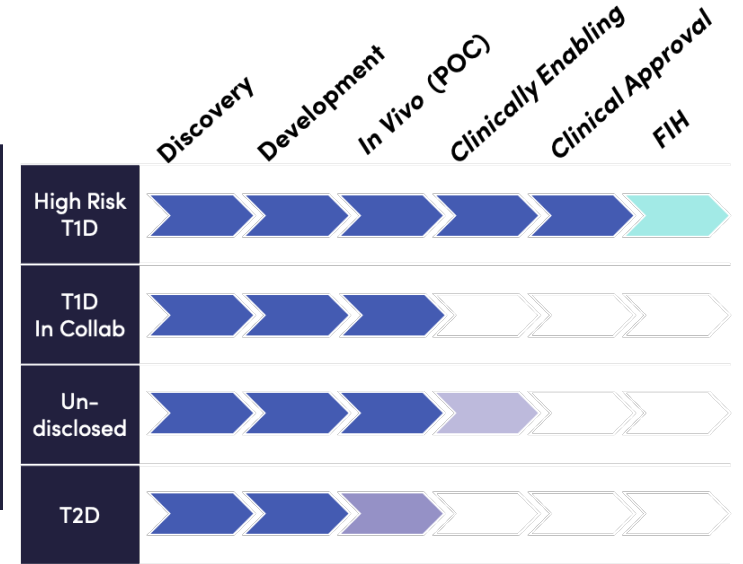 Discovery
Development
In Vivo (POC)
Clinically Enabling
Clinical Approval
FIH
High Risk
T1D
T1D
In Collab
Un-
disclosed
T2D